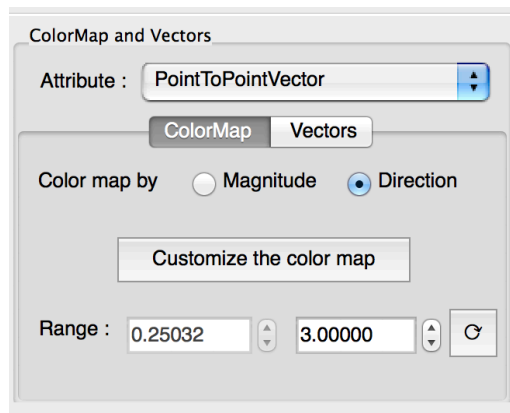 ColorMap and Vectors
Attribute : PointToPointVector
ColorMap Vectors
Color map by Magnitude Direction
Customize the color map
Range : 0.25032 3.00000